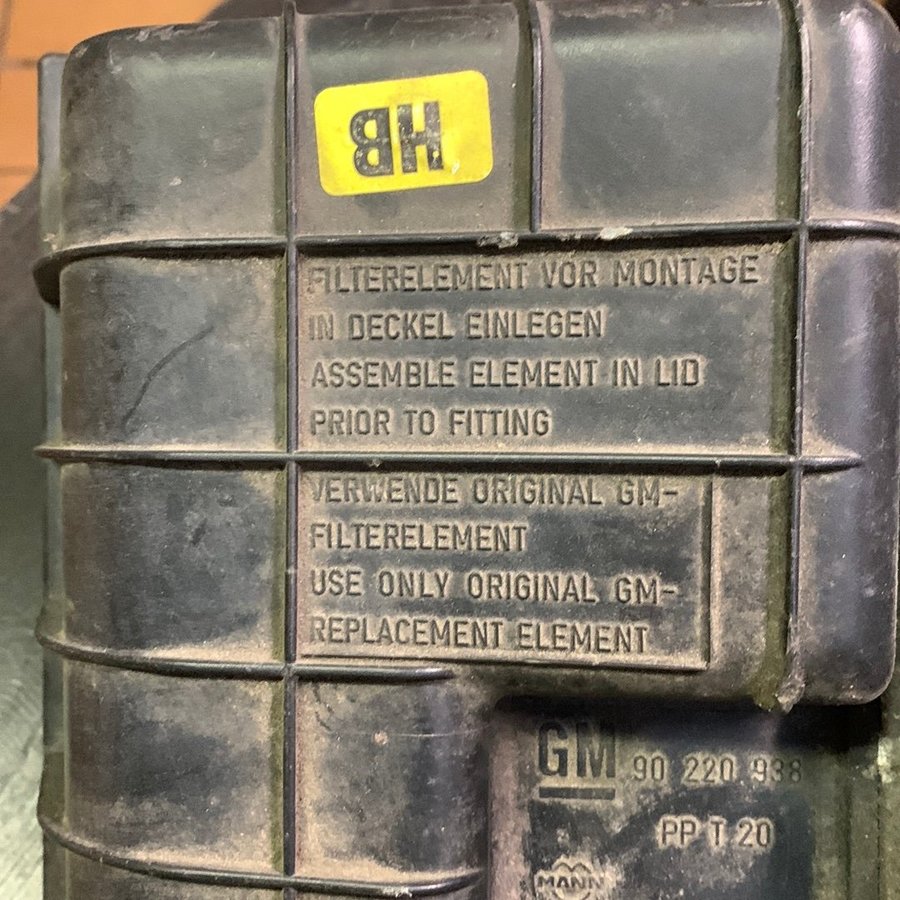 HB
FILTERELEMENT VOR MONTAGE
IN DECKEL EINLEGEN
ASSEMBLE ELEMENT IN LID
PRIOR TO FITTING
VERWENDE ORIGINAL GM-
FILTERELEMENT
USE ONLY ORIGINAL GM-
REPLACEMENT ELEMENT
GM 90 220 938
PP T 20
MANN